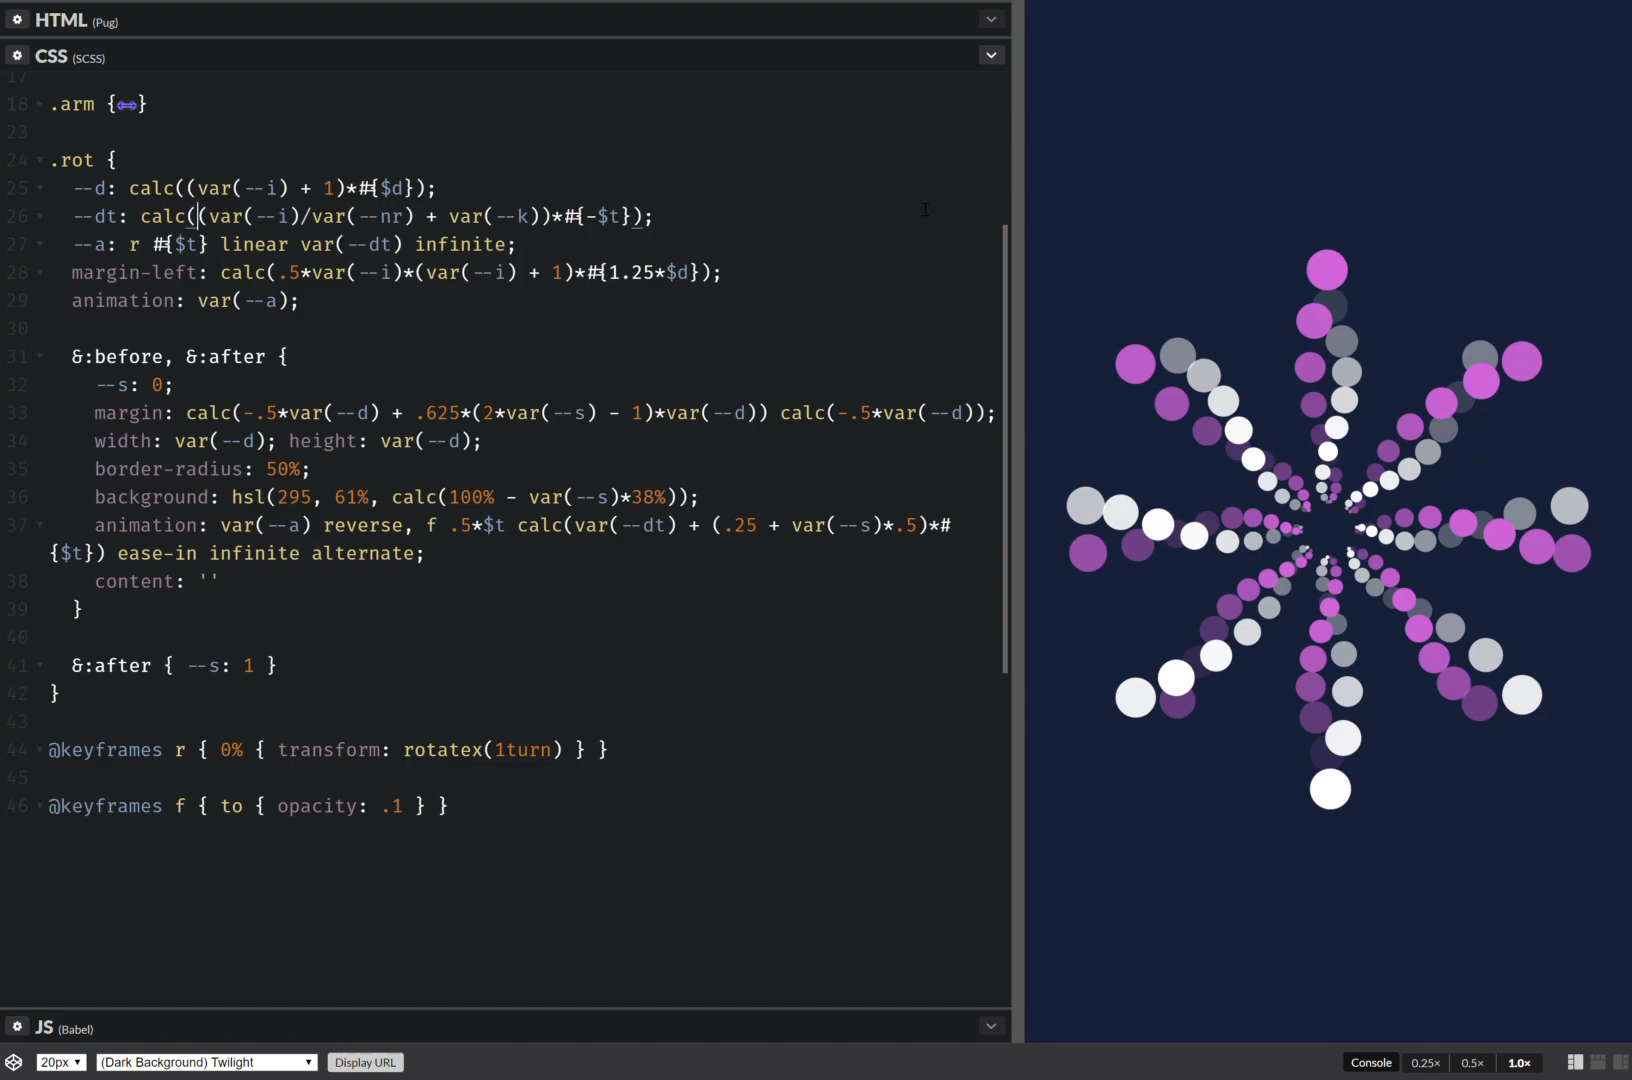 HTML (Pug)
CSS (SCSS)
17
18 .arm {↔}
23
24 .rot {
25 --d: calc((var(--i) + 1)*#{$d});
26 --dt: calc((var(--i)/var(--nr) + var(--k))*#{-$t});
27 --a: r #{$t} linear var(--dt) infinite;
28 margin-left: calc(.5*var(--i)*(var(--i) + 1)*#{1.25*$d});
29 animation: var(--a);
30
31 &:before, &:after {
32 --s: 0;
33 margin: calc(-.5*var(--d) + .625*(2*var(--s) - 1)*var(--d)) calc(-.5*var(--d));
34 width: var(--d); height: var(--d);
35 border-radius: 50%;
36 background: hsl(295, 61%, calc(100% - var(--s)*38%));
37 animation: var(--a) reverse, f .5*$t calc(var(--dt) + (.25 + var(--s)*.5)*#
{$t}) ease-in infinite alternate;
38 content: ''
39 }
40
41 &:after { --s: 1 }
42 }
43
44 @keyframes r { 0% { transform: rotatex(1turn) } }
45
46 @keyframes f { to { opacity: .1 } }
JS (Babel)
20px (Dark Background) Twilight Display URL Console 0.25× 0.5× 1.0×